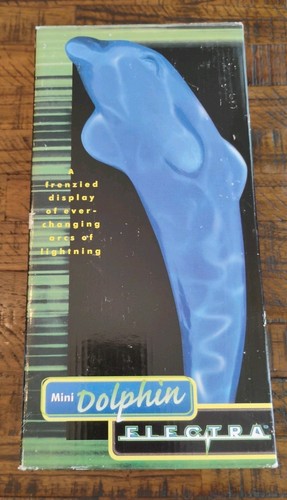 A
frenzied
display
of ever-
changing
arcs of
lightning
Mini Dolphin
ELECTRA